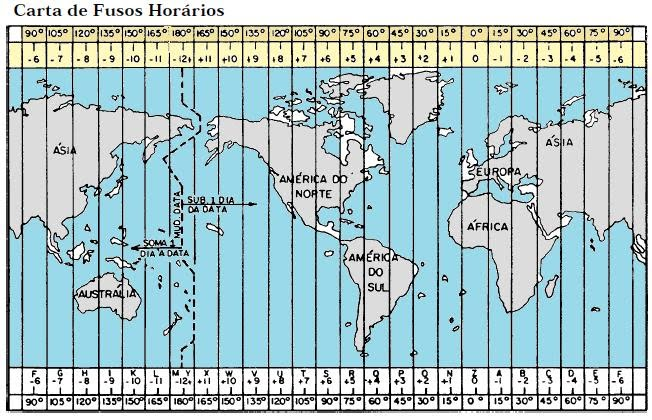 Carta de Fusos Horários
90° 105° 120° 135° 150° 165° 180° 165° 150° 135° 120° 105° 90° 75° 60° 45° 30° 15° 0° 15° 30° 45° 60° 75° 90°
-6 -7 -8 -9 -10 -11 -12+ +11 +10 +9 +8 +7 +6 +5 +4 +3 +2 +1 0 -1 -2 -3 -4 -5 -6
ÁSIA
ÁSIA
EUROPA
AMÉRICA DO
NORTE
MUD. DATA
SUB. 1 DIA
DA DATA
ÁFRICA
SOMA 1
DIA À DATA
AMÉRICA
DO
SUL
AUSTRÁLIA
F G H I K L M Y X W V U T S R Q P O N Z A B C D E F
-6 -7 -8 -9 -10 -11 -12+ +11 +10 +9 +8 +7 +6 +5 +4 +3 +2 +1 0 -1 -2 -3 -4 -5 -6
90° 105° 120° 135° 150° 165° 180° 165° 150° 135° 120° 105° 90° 75° 60° 45° 30° 15° 0° 15° 30° 45° 60° 75° 90°